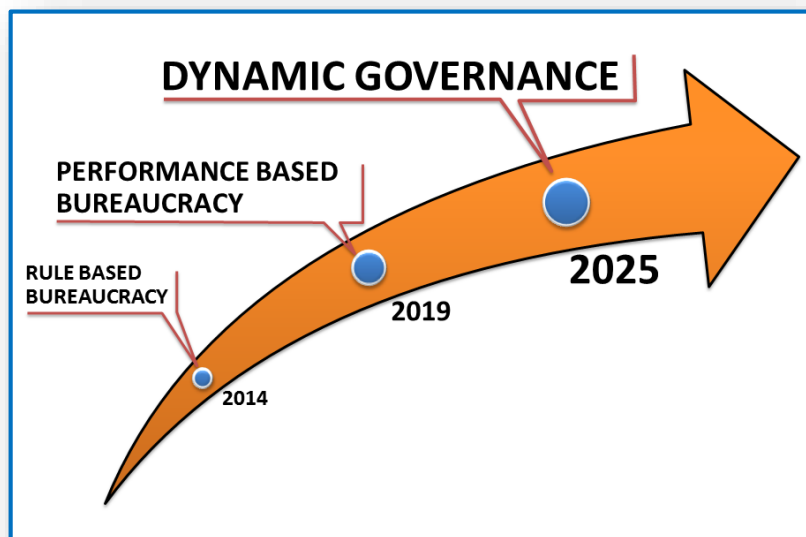 DYNAMIC GOVERNANCE
PERFORMANCE BASED
BUREAUCRACY
RULE BASED
BUREAUCRACY
2025
2019
2014